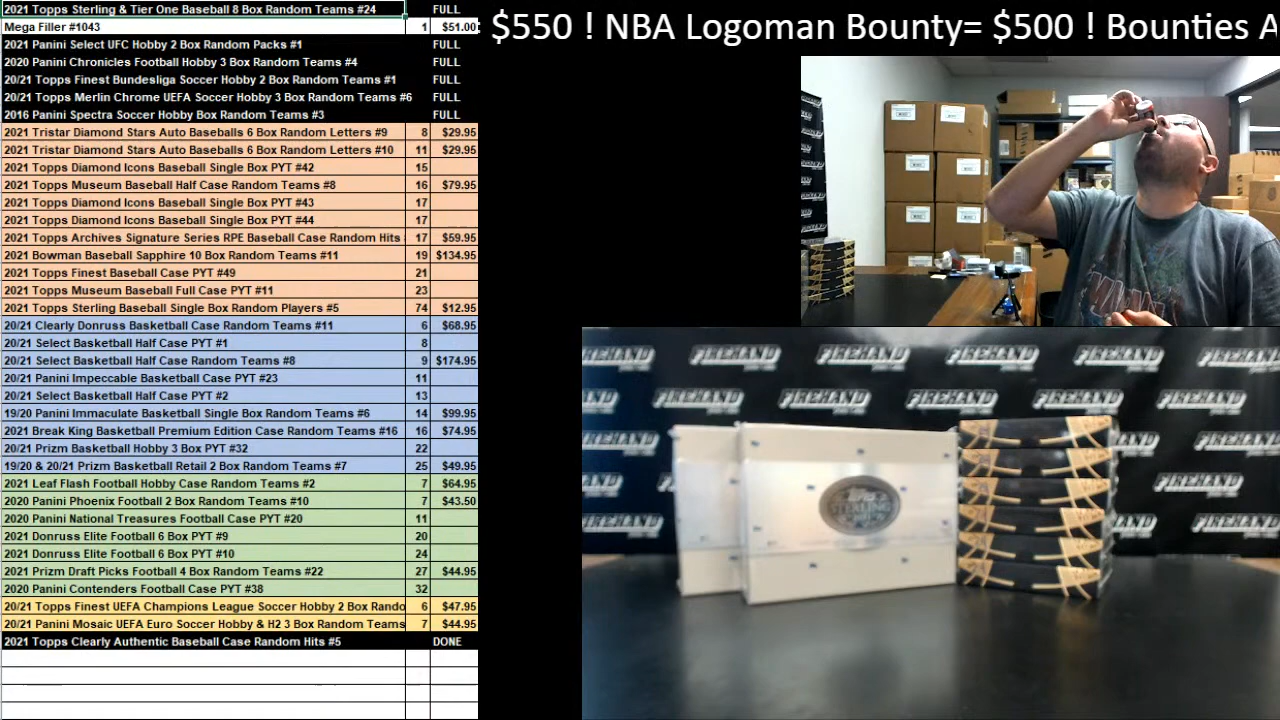 2021 Topps Sterling & Tier One Baseball 8 Box Random Teams #24 FULL
Mega Filler #1043 1 $51.00
2021 Panini Select UFC Hobby 2 Box Random Packs #1 FULL
2020 Panini Chronicles Football Hobby 3 Box Random Teams #4 FULL
20/21 Topps Finest Bundesliga Soccer Hobby 2 Box Random Teams #1 FULL
20/21 Topps Merlin Chrome UEFA Soccer Hobby 3 Box Random Teams #6 FULL
2016 Panini Spectra Soccer Hobby Box Random Teams #3 FULL
2021 Tristar Diamond Stars Auto Baseballs 6 Box Random Letters #9 8 $29.95
2021 Tristar Diamond Stars Auto Baseballs 6 Box Random Letters #10 11 $29.95
2021 Topps Diamond Icons Baseball Single Box PYT #42 15
2021 Topps Museum Baseball Half Case Random Teams #8 16 $79.95
2021 Topps Diamond Icons Baseball Single Box PYT #43 17
2021 Topps Diamond Icons Baseball Single Box PYT #44 17
2021 Topps Archives Signature Series RPE Baseball Case Random Hits 17 $59.95
2021 Bowman Baseball Sapphire 10 Box Random Teams #11 19 $134.95
2021 Topps Finest Baseball Case PYT #49 21
2021 Topps Museum Baseball Full Case PYT #11 23
2021 Topps Sterling Baseball Single Box Random Players #5 74 $12.95
20/21 Clearly Donruss Basketball Case Random Teams #11 6 $68.95
20/21 Select Basketball Half Case PYT #1 8
20/21 Select Basketball Half Case Random Teams #8 9 $174.95
20/21 Panini Impeccable Basketball Case PYT #23 11
20/21 Select Basketball Half Case PYT #2 13
19/20 Panini Immaculate Basketball Single Box Random Teams #6 14 $99.95
2021 Break King Basketball Premium Edition Case Random Teams #16 16 $74.95
20/21 Prizm Basketball Hobby 3 Box PYT #32 22
19/20 & 20/21 Prizm Basketball Retail 2 Box Random Teams #7 25 $49.95
2021 Leaf Flash Football Hobby Case Random Teams #2 7 $64.95
2020 Panini Phoenix Football 2 Box Random Teams #10 7 $43.50
2020 Panini National Treasures Football Case PYT #20 11
2021 Donruss Elite Football 6 Box PYT #9 20
2021 Donruss Elite Football 6 Box PYT #10 24
2021 Prizm Draft Picks Football 4 Box Random Teams #22 27 $44.95
2020 Panini Contenders Football Case PYT #38 32
20/21 Topps Finest UEFA Champions League Soccer Hobby 2 Box Rando 6 $47.95
20/21 Panini Mosaic UEFA Euro Soccer Hobby & H2 3 Box Random Teams 7 $44.95
2021 Topps Clearly Authentic Baseball Case Random Hits #5 DONE
$550 ! NBA Logoman Bounty= $500 ! Bounties A
FIREHAND
FIREHAND
FIREHAND
FIREHAND
FIREHAND
FIREHAND
FIREHAND
FIREHAND
Topps
STERLING